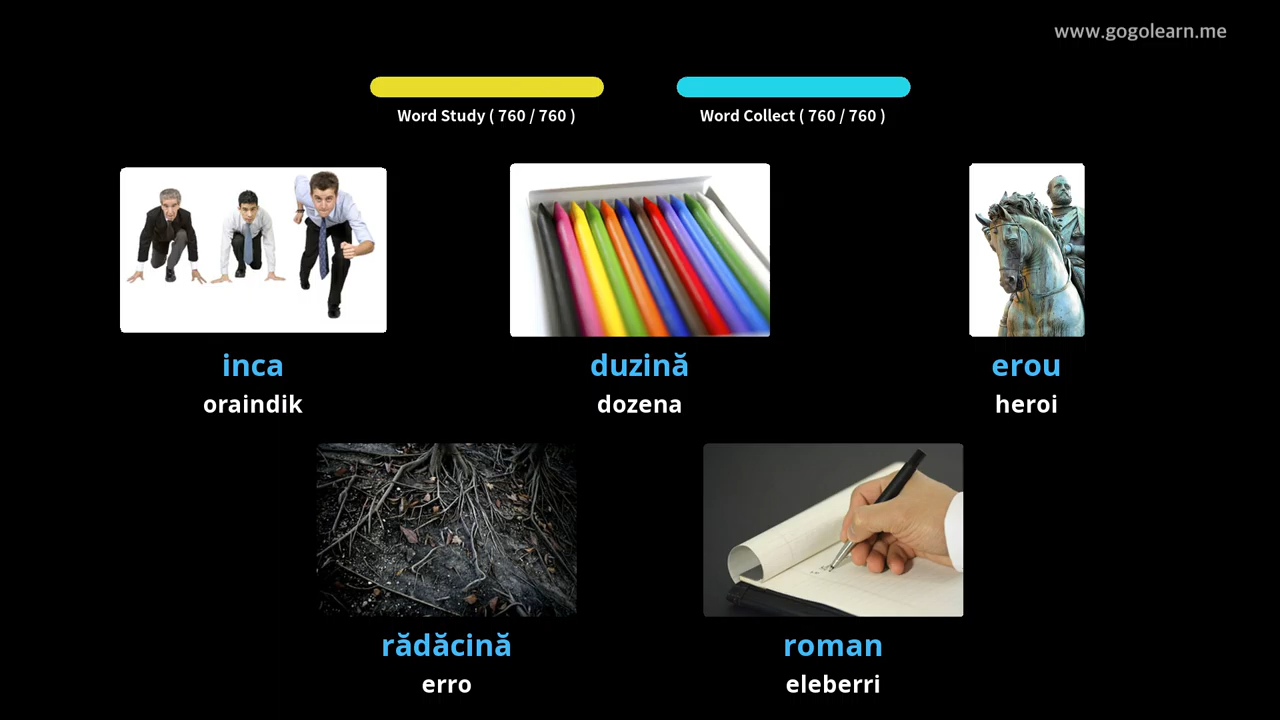 www.gogolearn.me
Word Study ( 760 / 760 )
Word Collect ( 760 / 760 )
inca
oraindik
duzină
dozena
erou
heroi
rădăcină
erro
roman
eleberri